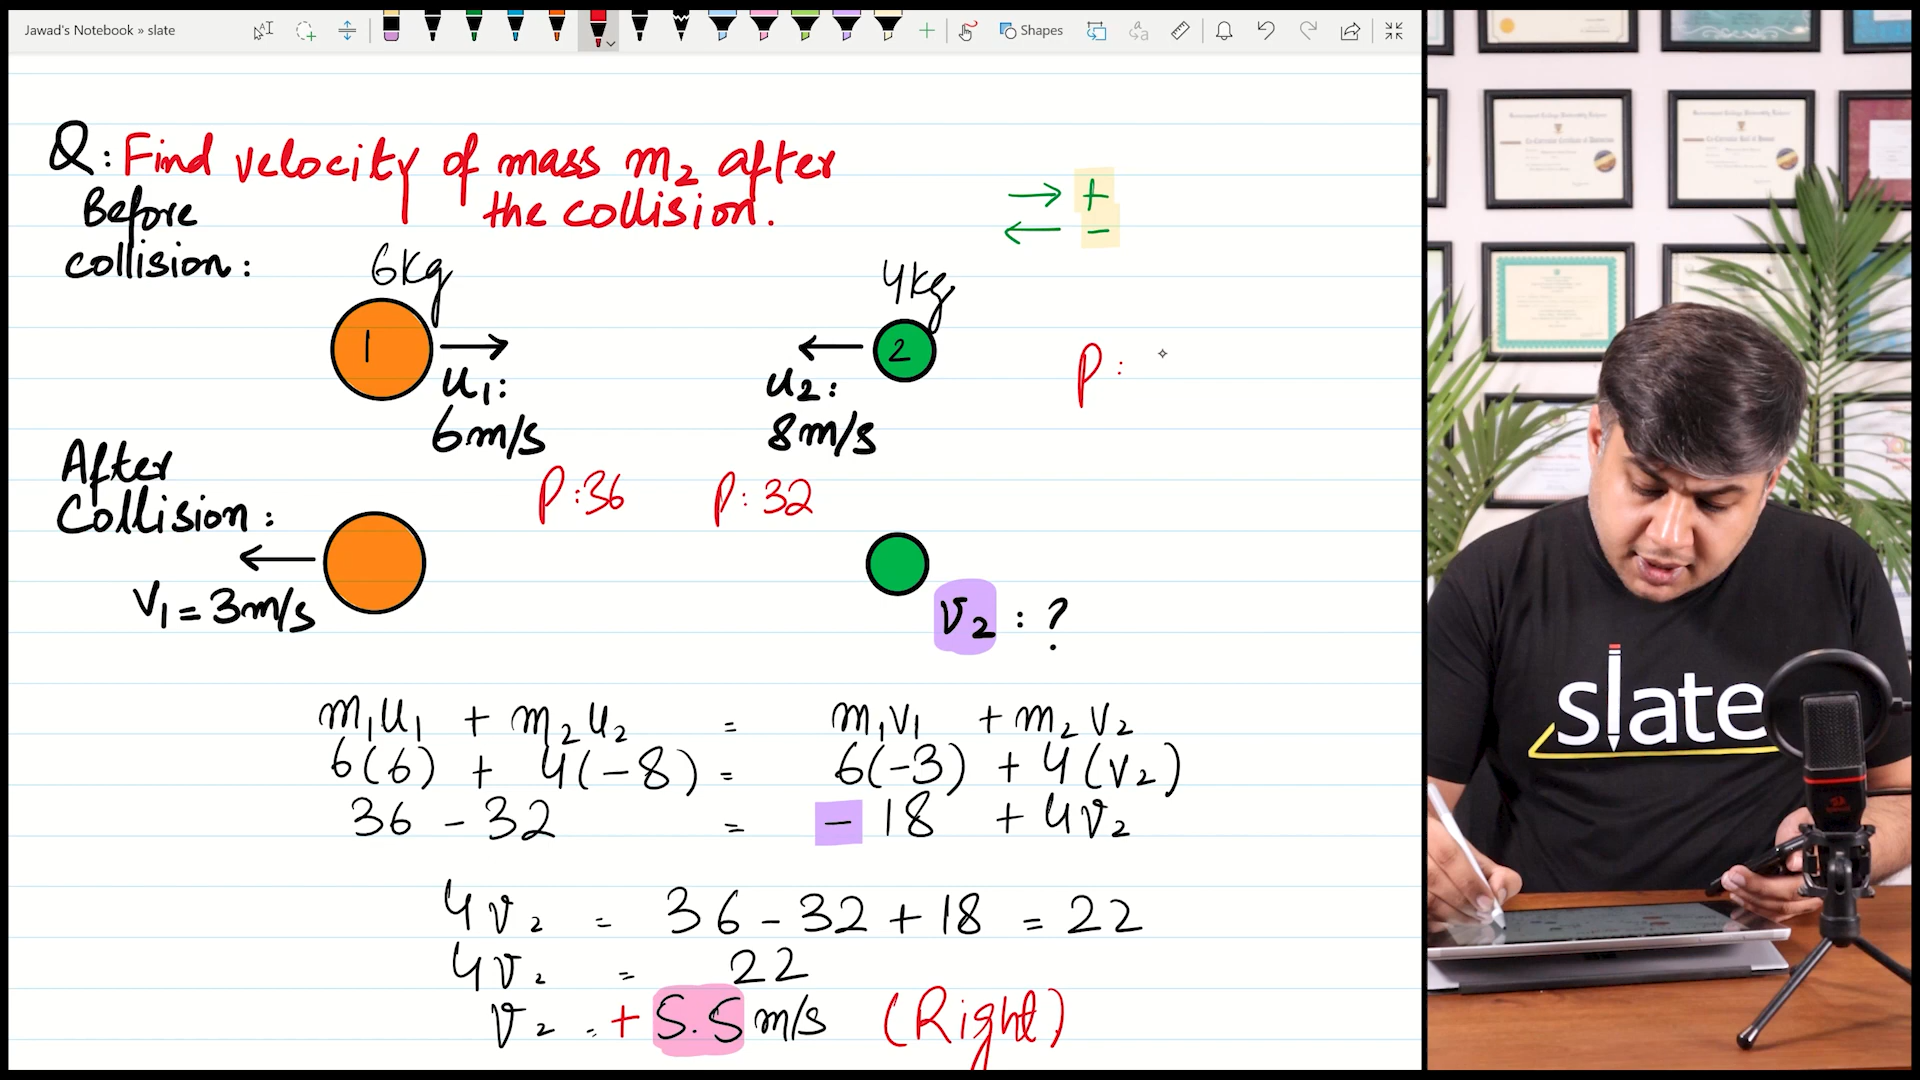 Jawad's Notebook » slate
Shapes
Q: Find velocity of mass m₂ after
the collision.
Before
collision:
→ +
← −
6kg
4kg
1
2
u₁:
6m/s
u₂:
8m/s
P:
After
Collision:
P:36
P:32
V₁ = 3m/s
V₂ : ?
m₁u₁ + m₂u₂ = m₁v₁ + m₂v₂
6(6) + 4(-8) = 6(-3) + 4(v₂)
36 - 32 = - 18 + 4v₂
4v₂ = 36 - 32 + 18 = 22
4v₂ = 22
v₂ = + 5.5 m/s (Right)
slate